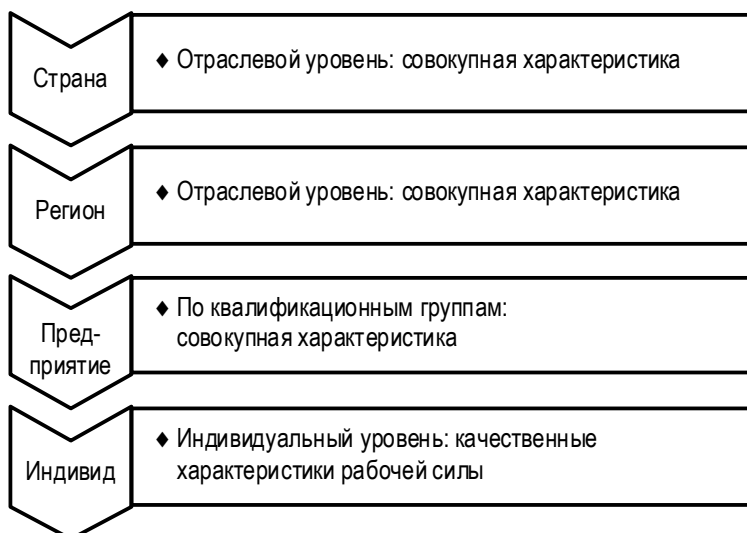 Страна
♦ Отраслевой уровень: совокупная характеристика
Регион
♦ Отраслевой уровень: совокупная характеристика
Пред-
приятие
♦ По квалификационным группам:
совокупная характеристика
Индивид
♦ Индивидуальный уровень: качественные
характеристики рабочей силы